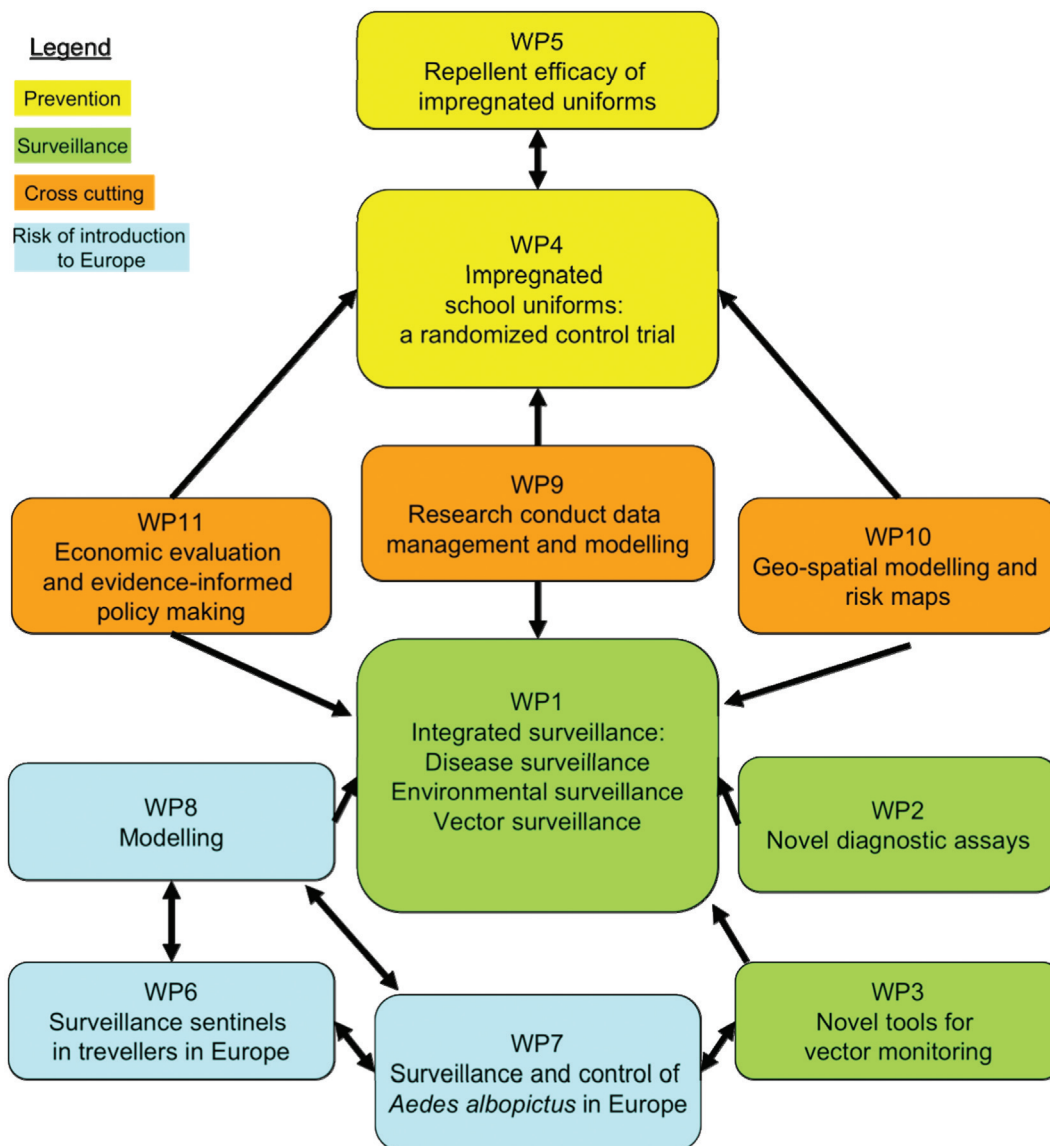 Legend
Prevention
Surveillance
Cross cutting
Risk of introduction
to Europe
WP5
Repellent efficacy of
impregnated uniforms
WP4
Impregnated
school uniforms:
a randomized control trial
WP11
Economic evaluation
and evidence-informed
policy making
WP9
Research conduct data
management and modelling
WP10
Geo-spatial modelling and
risk maps
WP1
Integrated surveillance:
Disease surveillance
Environmental surveillance
Vector surveillance
WP8
Modelling
WP2
Novel diagnostic assays
WP6
Surveillance sentinels
in trevellers in Europe
WP7
Surveillance and control of
Aedes albopictus in Europe
WP3
Novel tools for
vector monitoring